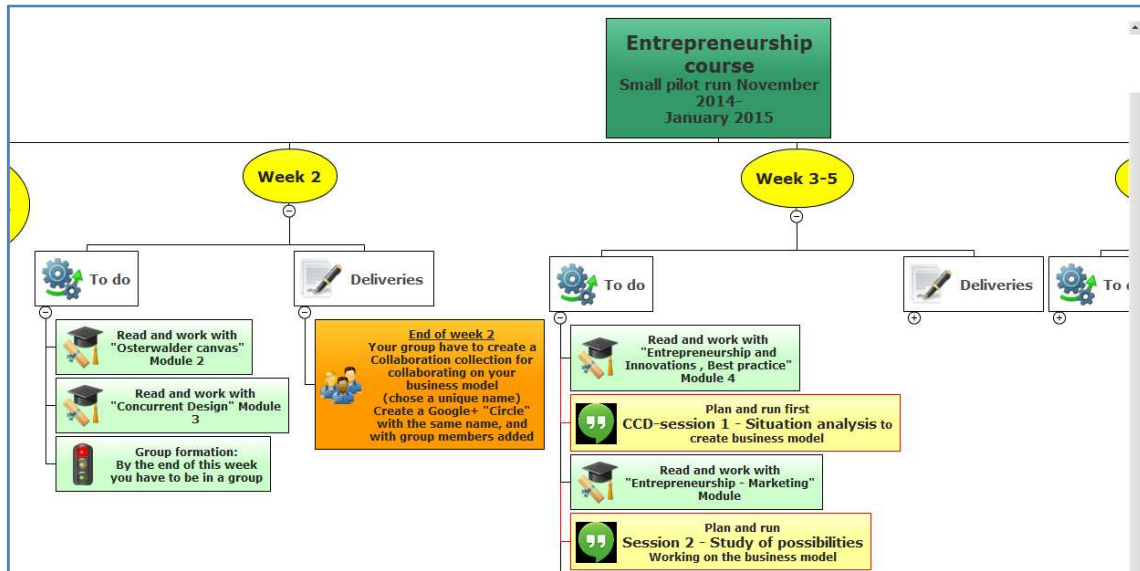 Entrepreneurship
course
Small pilot run November
2014-
January 2015
Week 2
Week 3-5
To do
Deliveries
To do
Deliveries
Read and work with
"Osterwalder canvas"
Module 2
Read and work with
"Concurrent Design" Module
3
Group formation:
By the end of this week
you have to be in a group
End of week 2
Your group have to create a
Collaboration collection for
collaborating on your
business model
(chose a unique name)
Create a Google+ "Circle"
with the same name, and
with group members added
Read and work with
"Entrepreneurship and
Innovations , Best practice"
Module 4
Plan and run first
CCD-session 1 - Situation analysis to
create business model
Read and work with
"Entrepreneurship - Marketing"
Module
Plan and run
Session 2 - Study of possibilities
Working on the business model